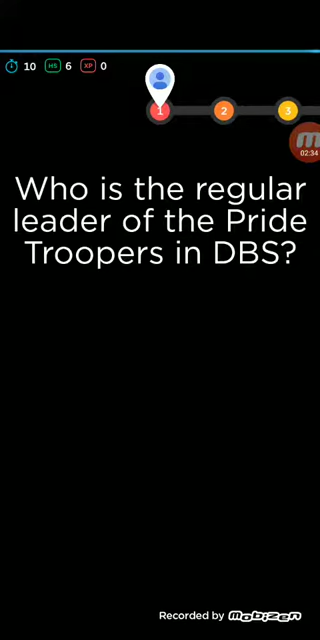 10 HS 6 XP 0
1 2 3
02:34
Who is the regular
leader of the Pride
Troopers in DBS?
Recorded by mobizen